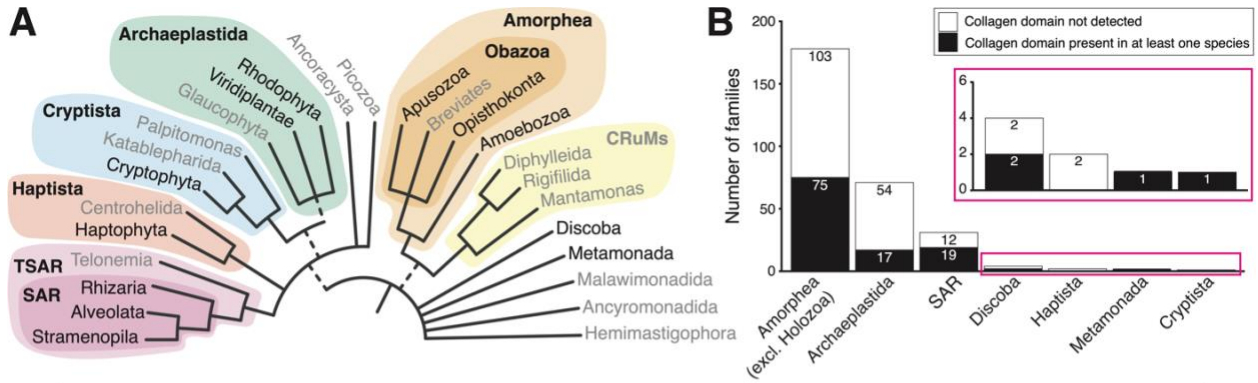 A
Archaeplastida
Rhodophyta
Viridiplantae
Glaucophyta
Ancoracysta
Picozoa
Cryptista
Palpitomonas
Katablepharida
Cryptophyta
Haptista
Centrohelida
Haptophyta
TSAR
Telonemia
SAR
Rhizaria
Alveolata
Stramenopila
Amorphea
Obazoa
Apusozoa
Breviates
Opisthokonta
Amoebozoa
CRuMs
Diphylleida
Rigifilida
Mantamonas
Discoba
Metamonada
Malawimonadida
Ancyromonadida
Hemimastigophora
B
Collagen domain not detected
Collagen domain present in at least one species
Number of families
200
150
100
50
0
103
75
54
17
12
19
6
4
2
0
2
2
2
1
1
Amorphea
(excl. Holozoa)
Archaeplastida
SAR
Discoba
Haptista
Metamonada
Cryptista